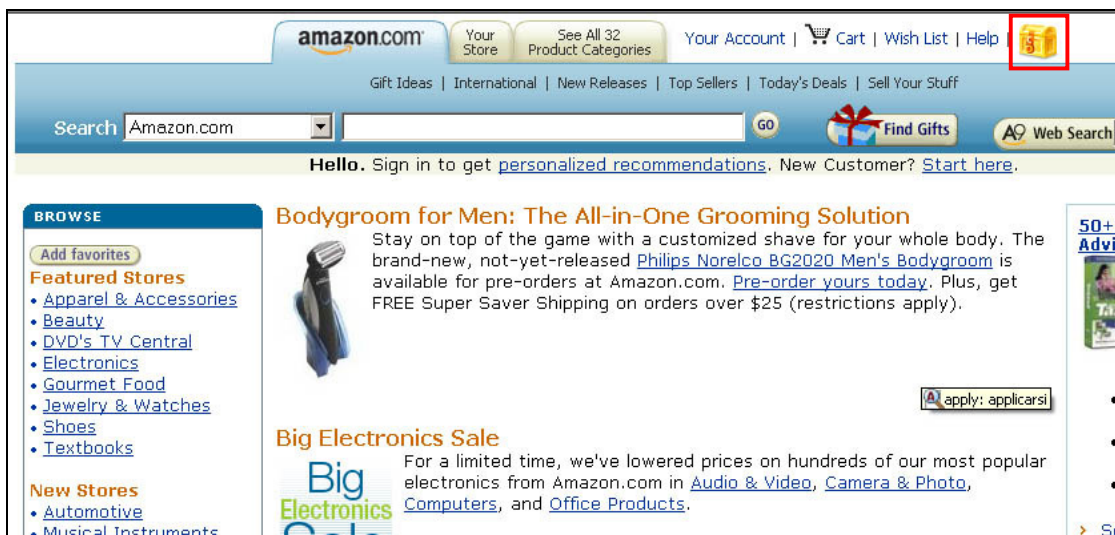 amazon.com
Your Store
See All 32 Product Categories
Your Account | Cart | Wish List | Help |
Gift Ideas | International | New Releases | Top Sellers | Today's Deals | Sell Your Stuff
Search Amazon.com GO Find Gifts A9 Web Search
Hello. Sign in to get personalized recommendations. New Customer? Start here.
BROWSE
Add favorites
Featured Stores
• Apparel & Accessories
• Beauty
• DVD's TV Central
• Electronics
• Gourmet Food
• Jewelry & Watches
• Shoes
• Textbooks
New Stores
• Automotive
• Musical Instruments
Bodygroom for Men: The All-in-One Grooming Solution
Stay on top of the game with a customized shave for your whole body. The
brand-new, not-yet-released Philips Norelco BG2020 Men's Bodygroom is
available for pre-orders at Amazon.com. Pre-order yours today. Plus, get
FREE Super Saver Shipping on orders over $25 (restrictions apply).
apply: applicarsi
Big Electronics Sale
Big
Electronics
Sale
For a limited time, we've lowered prices on hundreds of our most popular
electronics from Amazon.com in Audio & Video, Camera & Photo,
Computers, and Office Products.
50+